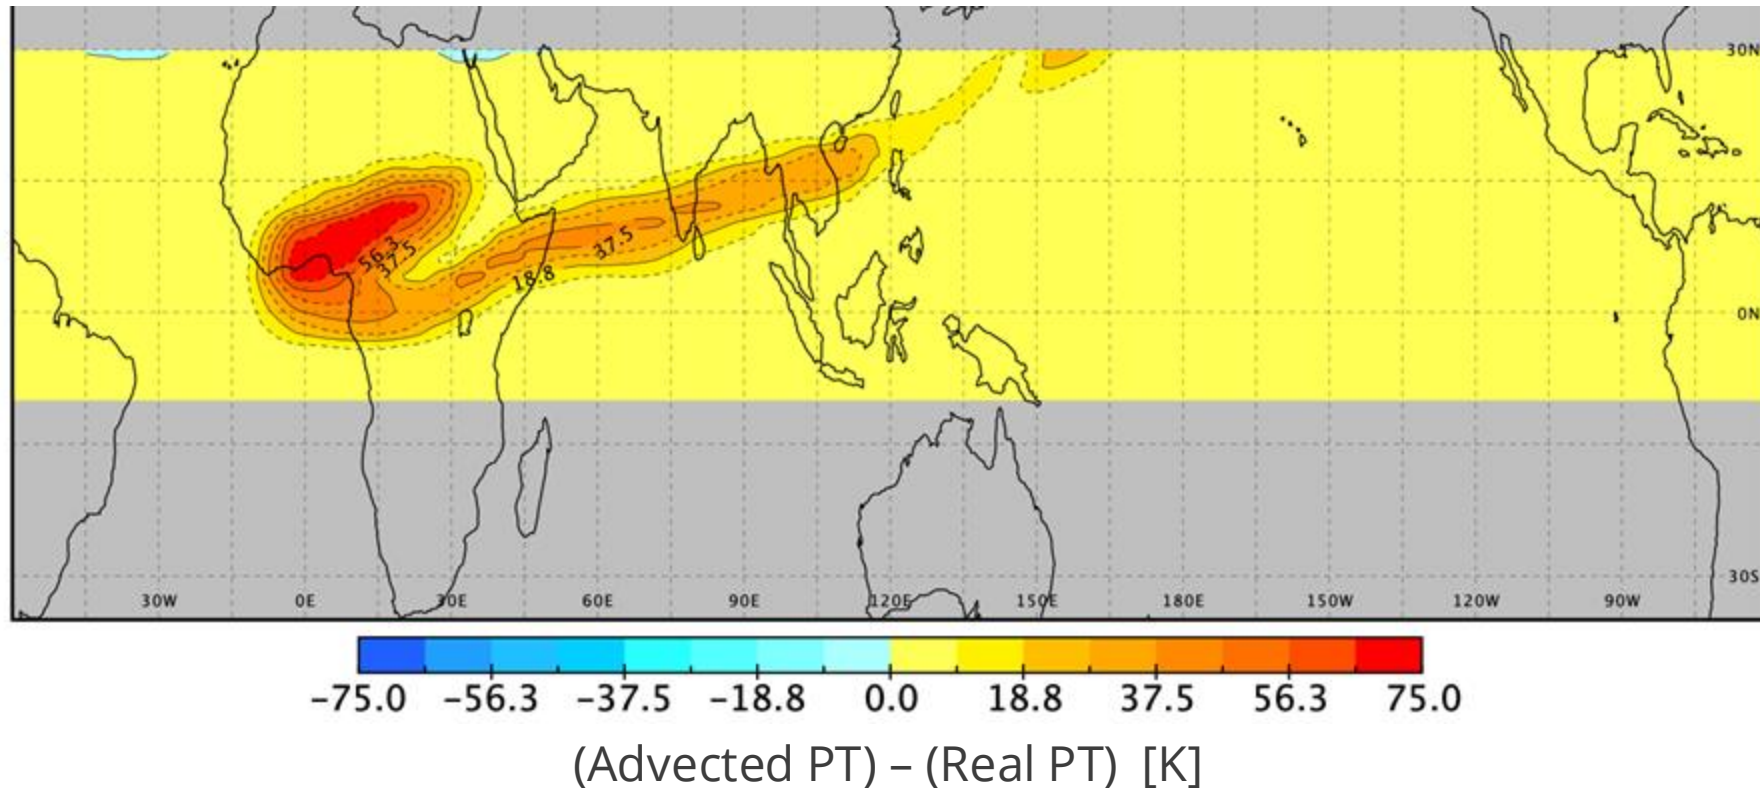 30N
56.3
37.5
37.5
18.8
0N
30S
30W 0E 30E 60E 90E 120E 150E 180E 150W 120W 90W
−75.0 −56.3 −37.5 −18.8 0.0 18.8 37.5 56.3 75.0
(Advected PT) – (Real PT) [K]